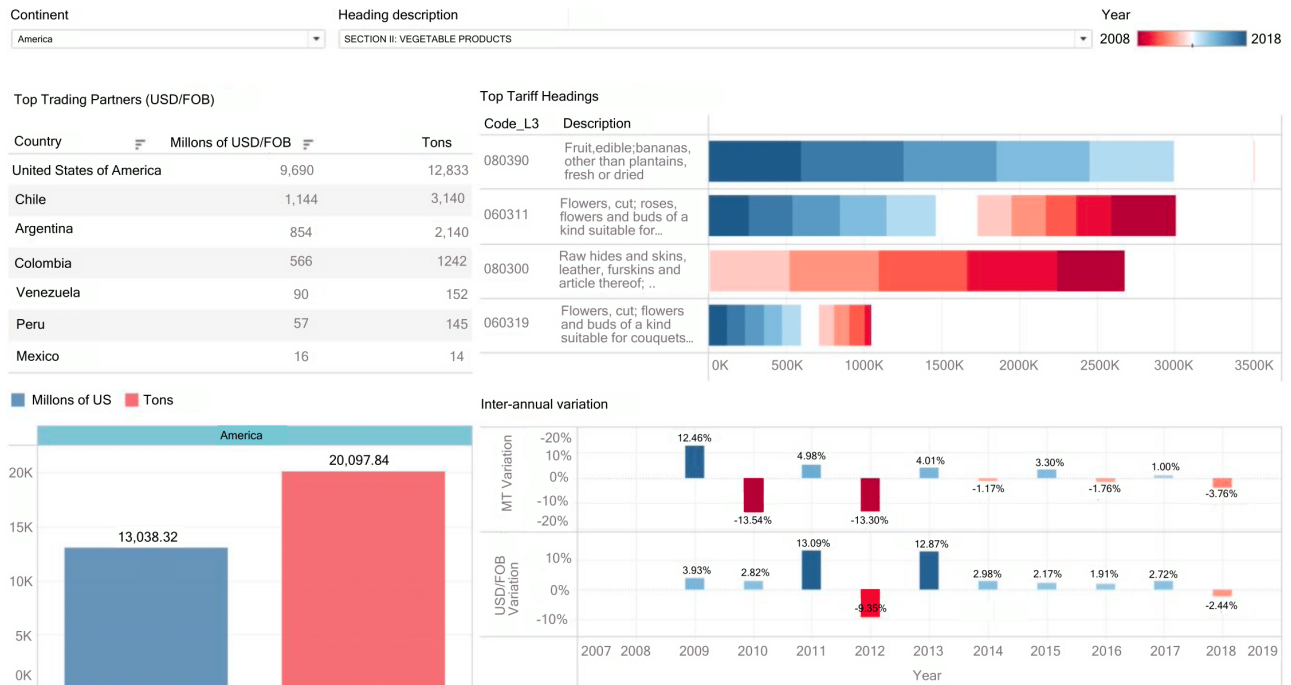 Continent
Heading description
Year
America
SECTION II: VEGETABLE PRODUCTS
2008
2018
Top Trading Partners (USD/FOB)
Country
Millons of USD/FOB
Tons
United States of America
9,690
12,833
Chile
1,144
3,140
Argentina
854
2,140
Colombia
566
1242
Venezuela
90
152
Peru
57
145
Mexico
16
14
Top Tariff Headings
Code_L3
Description
080390
Fruit,edible;bananas,
other than plantains,
fresh or dried
060311
Flowers, cut; roses,
flowers and buds of a
kind suitable for...
080300
Raw hides and skins,
leather, furskins and
article thereof; ..
060319
Flowers, cut; flowers
and buds of a kind
suitable for couquets...
0K
500K
1000K
1500K
2000K
2500K
3000K
3500K
Millons of US
Tons
America
20K
15K
10K
5K
0K
13,038.32
20,097.84
Inter-annual variation
MT Variation
-20%
10%
0%
-10%
-20%
12.46%
-13.54%
4.98%
-13.30%
4.01%
-1.17%
3.30%
-1.76%
1.00%
-3.76%
USD/FOB
Variation
10%
0%
-10%
3.93%
2.82%
13.09%
-9.35%
12.87%
2.98%
2.17%
1.91%
2.72%
-2.44%
2007
2008
2009
2010
2011
2012
2013
2014
2015
2016
2017
2018
2019
Year